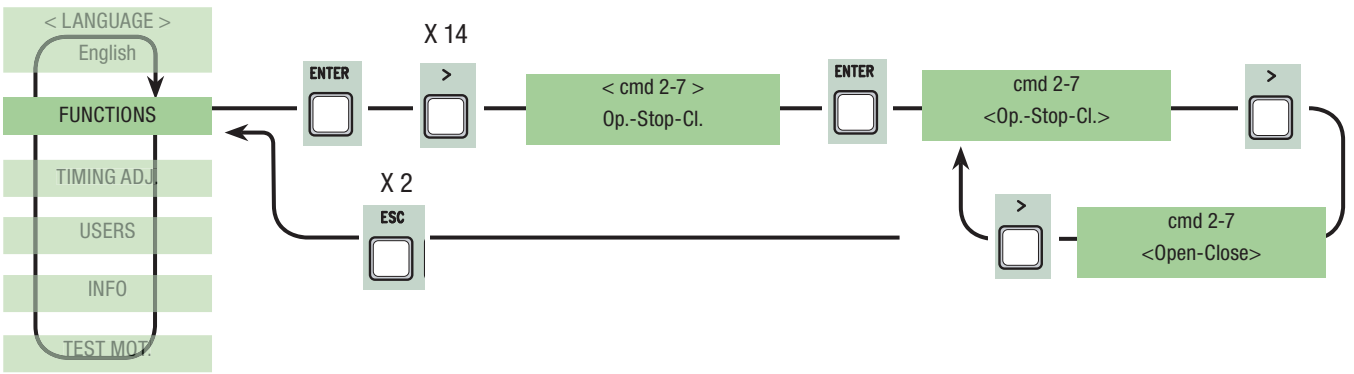 < LANGUAGE >
English
FUNCTIONS
TIMING ADJ.
USERS
INFO
TEST MOT.
ENTER
X 14
>
< cmd 2-7 >
Op.-Stop-Cl.
ENTER
cmd 2-7
<Op.-Stop-Cl.>
>
X 2
ESC
>
cmd 2-7
<Open-Close>